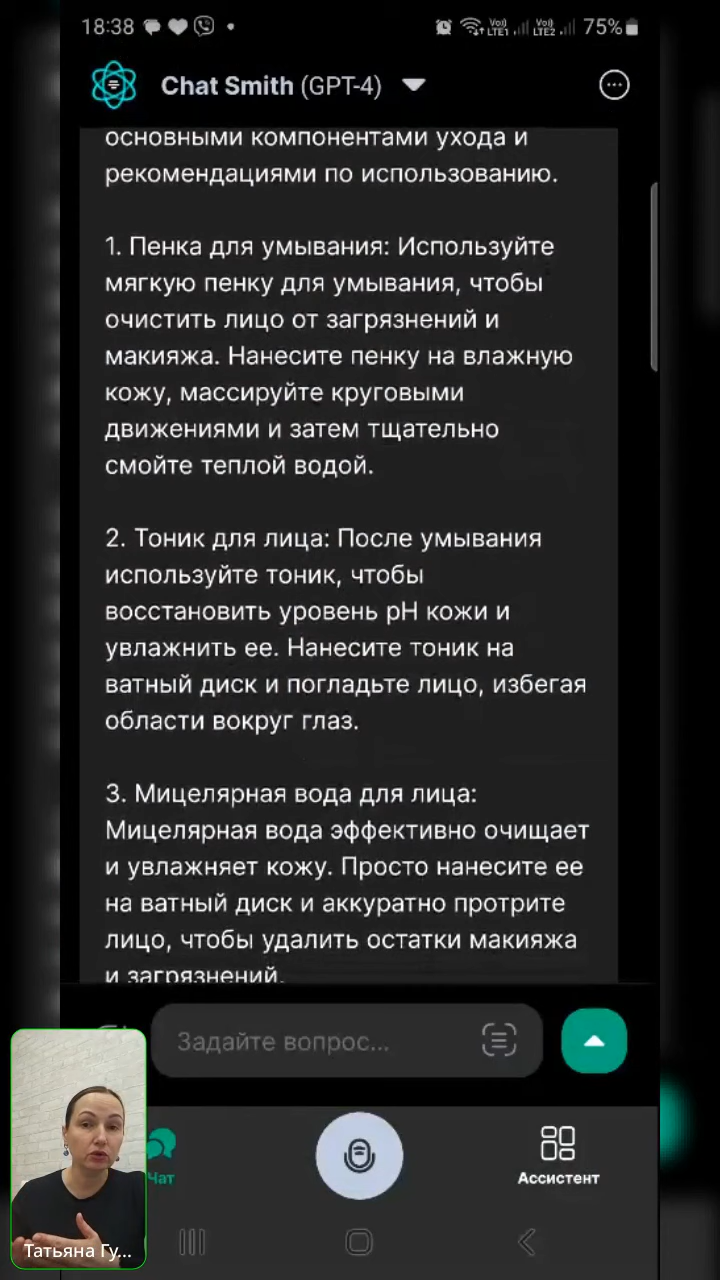 18:38
Vo)) LTE1 Vo)) LTE2 75%
Chat Smith (GPT-4)
основными компонентами ухода и
рекомендациями по использованию.
1. Пенка для умывания: Используйте
мягкую пенку для умывания, чтобы
очистить лицо от загрязнений и
макияжа. Нанесите пенку на влажную
кожу, массируйте круговыми
движениями и затем тщательно
смойте теплой водой.
2. Тоник для лица: После умывания
используйте тоник, чтобы
восстановить уровень pH кожи и
увлажнить ее. Нанесите тоник на
ватный диск и погладьте лицо, избегая
области вокруг глаз.
3. Мицелярная вода для лица:
Мицелярная вода эффективно очищает
и увлажняет кожу. Просто нанесите ее
на ватный диск и аккуратно протрите
лицо, чтобы удалить остатки макияжа
и загрязнений.
Задайте вопрос...
Чат
Ассистент
Татьяна Гу...